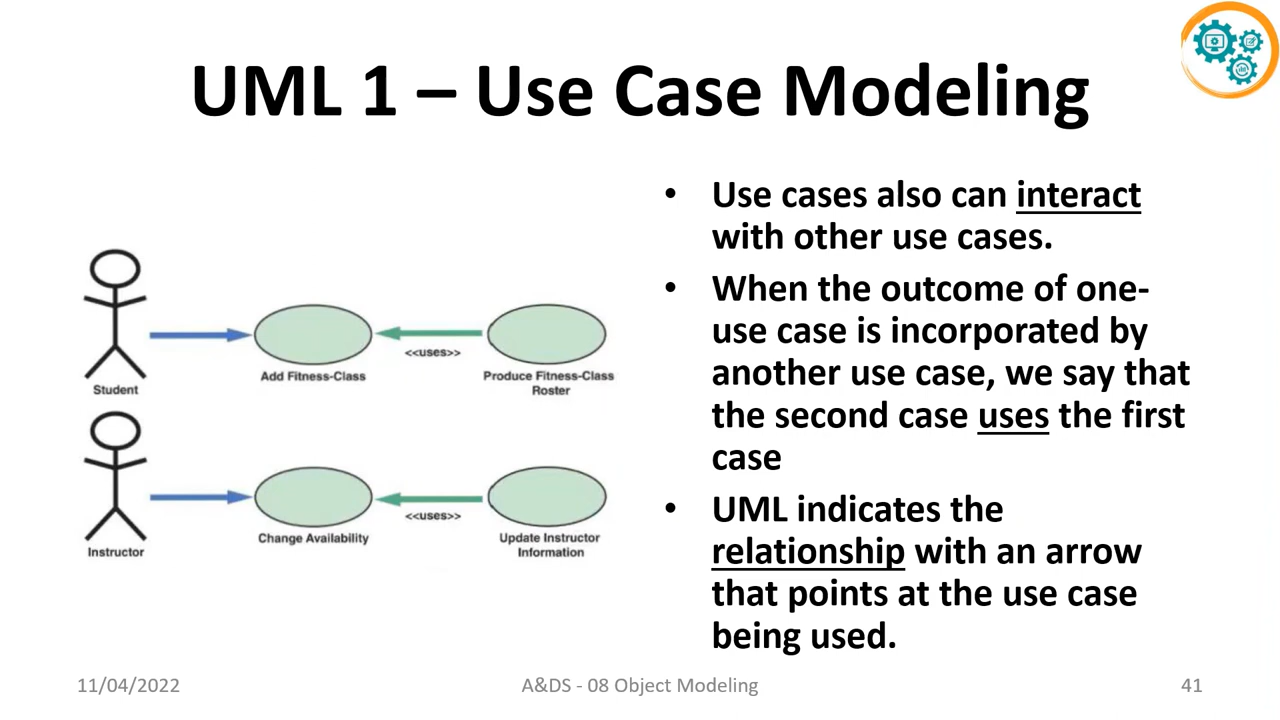 UML 1 – Use Case Modeling
Student
Add Fitness-Class
<<uses>>
Produce Fitness-Class
Roster
Instructor
Change Availability
<<uses>>
Update Instructor
Information
• Use cases also can interact
with other use cases.
• When the outcome of one-
use case is incorporated by
another use case, we say that
the second case uses the first
case
• UML indicates the
relationship with an arrow
that points at the use case
being used.
11/04/2022
A&DS - 08 Object Modeling
41